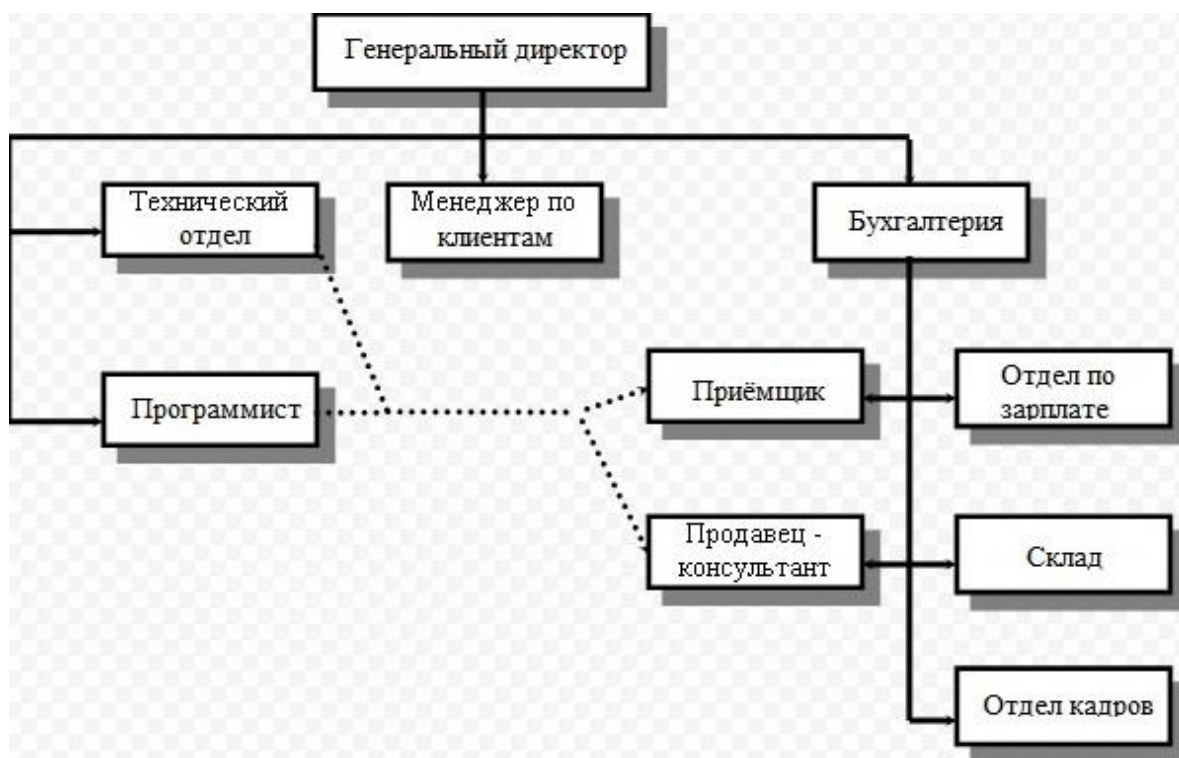 Генеральный директор
Технический
отдел
Менеджер по
клиентам
Бухгалтерия
Программист
Приёмщик
Отдел по
зарплате
Продавец -
консультант
Склад
Отдел кадров